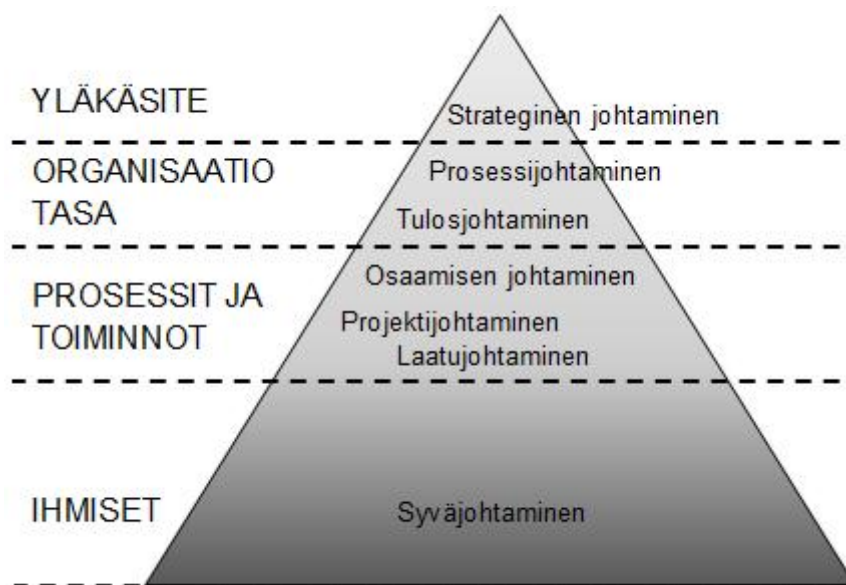 YLÄKÄSITE
Strateginen johtaminen
ORGANISAATIO
TASA
Prosessijohtaminen
Tulosjohtaminen
PROSESSIT JA
TOIMINNOT
Osaamisen johtaminen
Projektijohtaminen
Laatujohtaminen
IHMISET
Syväjohtaminen